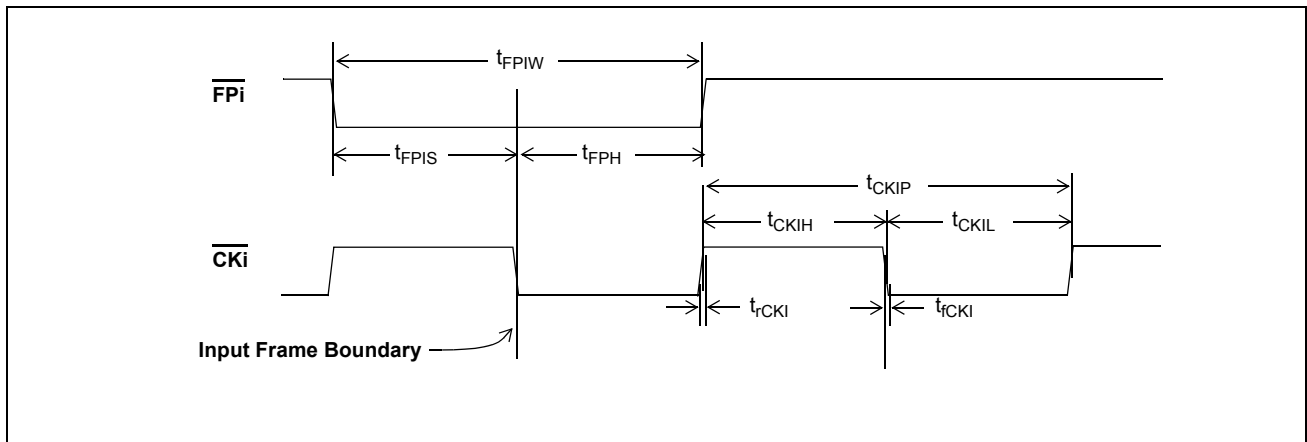 tFPIW
FPi
tFPIS tFPH
tCKIP
tCKIH tCKIL
CKi
trCKI tfCKI
Input Frame Boundary